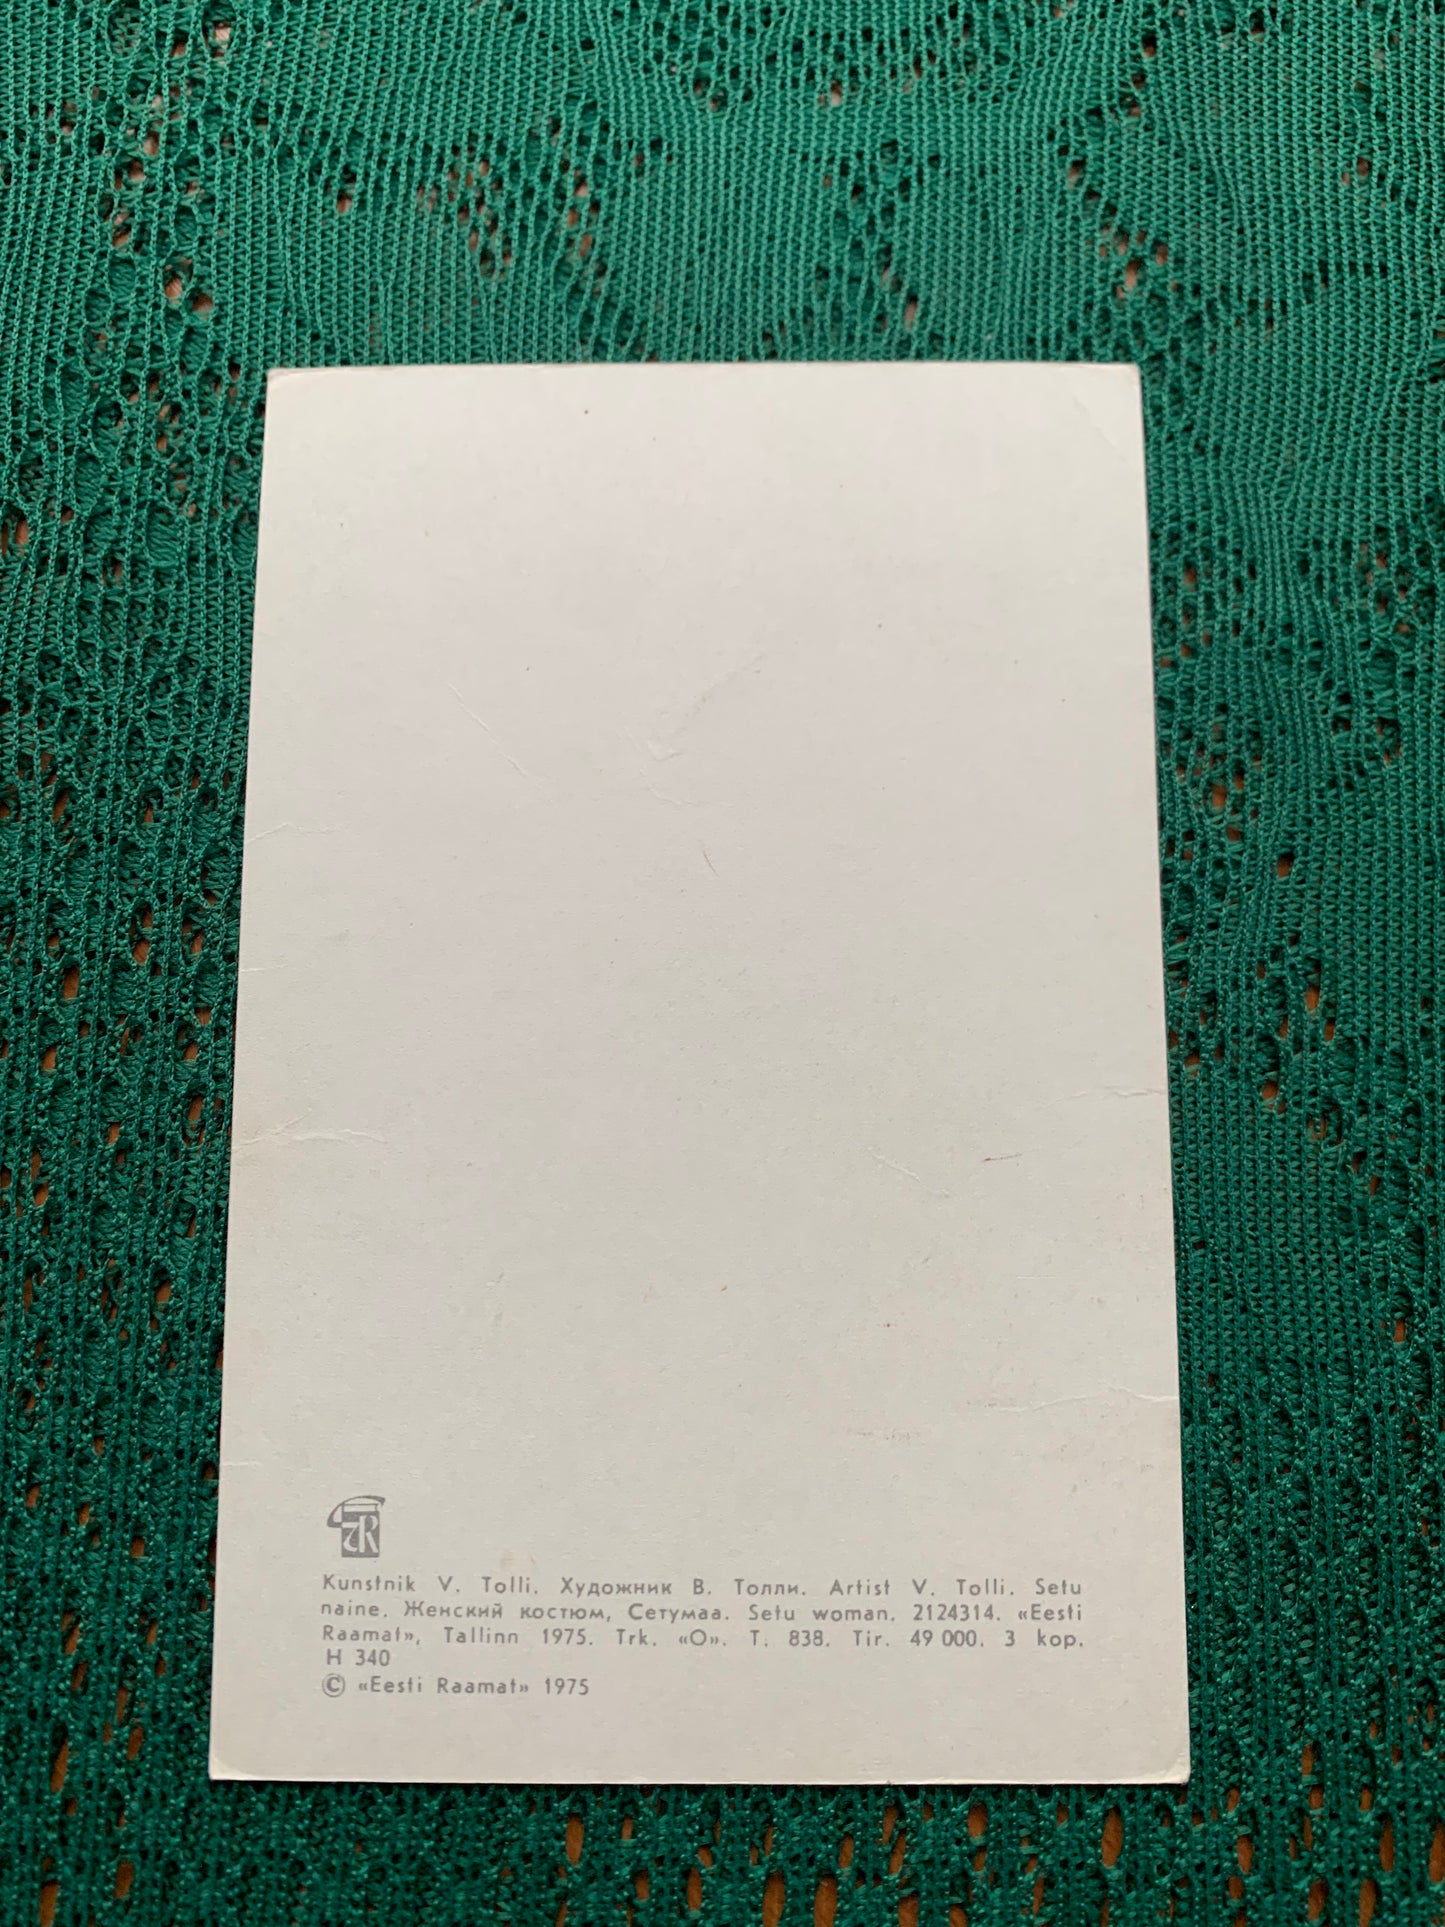 Kunstnik V. Tolli. Художник В. Толли. Artist V. Tolli. Setu
naine. Женский костюм, Сетумаа. Setu woman. 2124314. «Eesti
Raamat», Tallinn 1975. Trk. «O». T. 838. Tir. 49 000. 3 kop.
H 340
© «Eesti Raamat» 1975